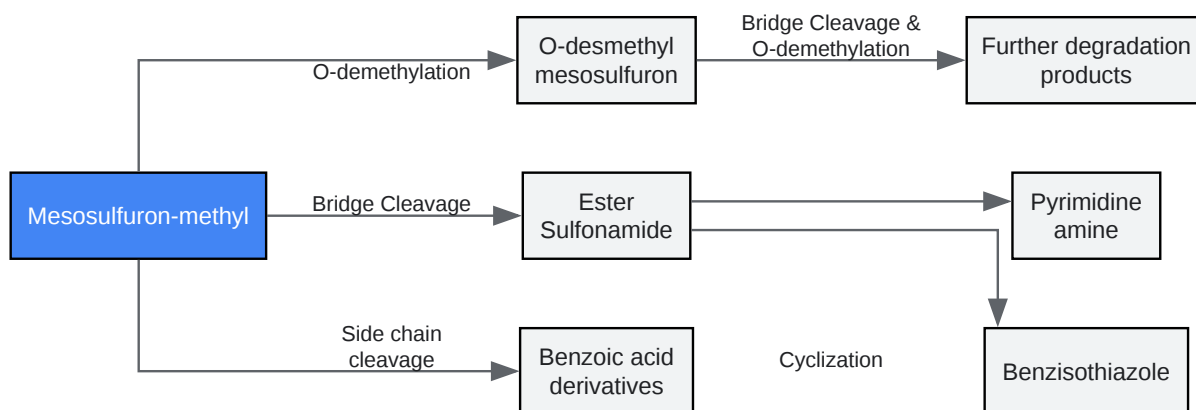 O-desmethyl
mesosulfuron
Bridge Cleavage &
O-demethylation
Further degradation
products
O-demethylation
Mesosulfuron-methyl
Bridge Cleavage
Ester
Sulfonamide
Pyrimidine
amine
Side chain
cleavage
Benzoic acid
derivatives
Cyclization
Benzisothiazole